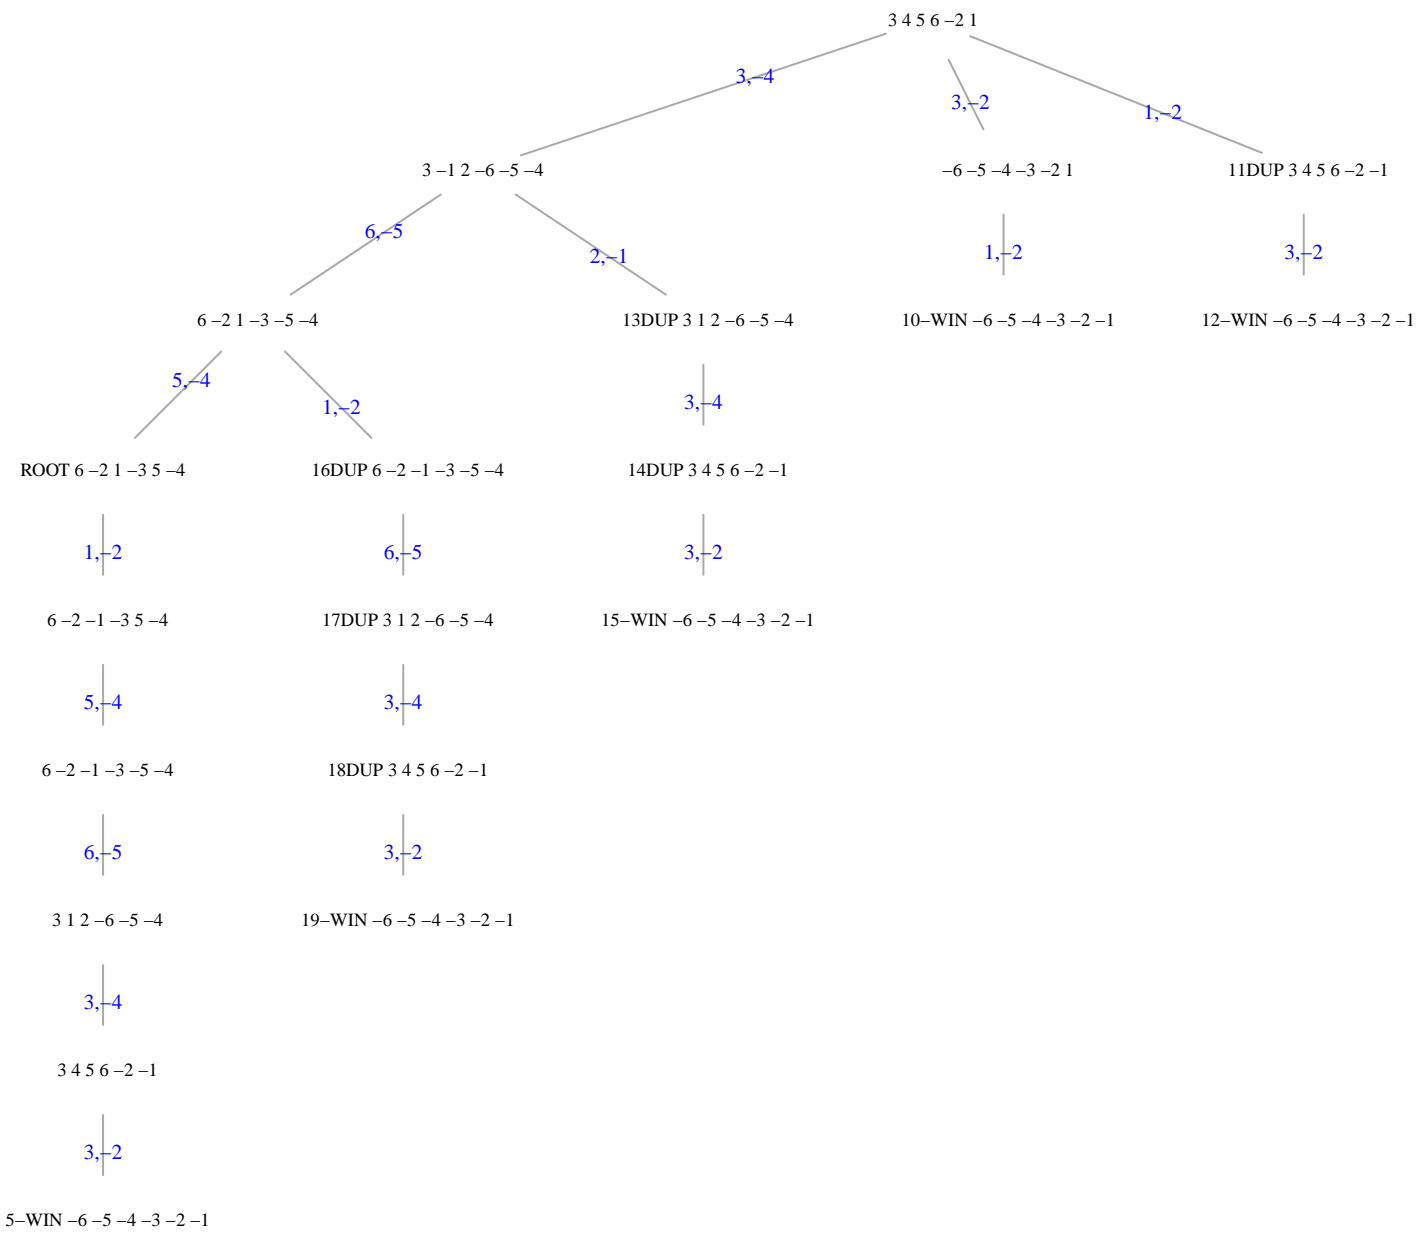 3 4 5 6 –2 1
3,–4
3,–2
1,–2
3 –1 2 –6 –5 –4
–6 –5 –4 –3 –2 1
11DUP 3 4 5 6 –2 –1
6,–5
2,–1
1,–2
3,–2
6 –2 1 –3 –5 –4
13DUP 3 1 2 –6 –5 –4
10–WIN –6 –5 –4 –3 –2 –1
12–WIN –6 –5 –4 –3 –2 –1
5,–4
1,–2
3,–4
ROOT 6 –2 1 –3 5 –4
16DUP 6 –2 –1 –3 –5 –4
14DUP 3 4 5 6 –2 –1
1,–2
6,–5
3,–2
6 –2 –1 –3 5 –4
17DUP 3 1 2 –6 –5 –4
15–WIN –6 –5 –4 –3 –2 –1
5,–4
3,–4
6 –2 –1 –3 –5 –4
18DUP 3 4 5 6 –2 –1
6,–5
3,–2
3 1 2 –6 –5 –4
19–WIN –6 –5 –4 –3 –2 –1
3,–4
3 4 5 6 –2 –1
3,–2
5–WIN –6 –5 –4 –3 –2 –1